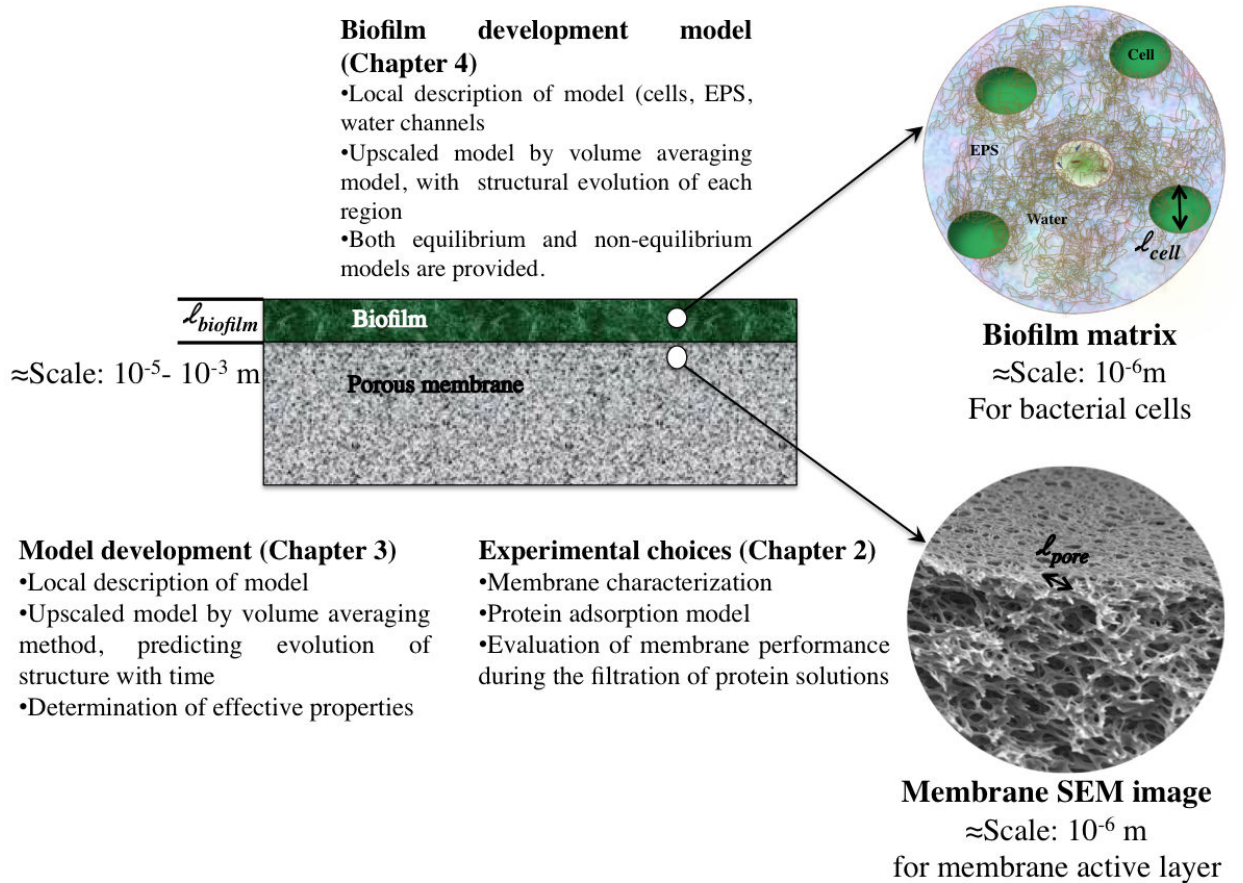 Biofilm development model
(Chapter 4)
•Local description of model (cells, EPS,
water channels
•Upscaled model by volume averaging
model, with structural evolution of each
region
•Both equilibrium and non-equilibrium
models are provided.
Cell
EPS
Water
ℓcell
Biofilm matrix
≈Scale: 10⁻⁶m
For bacterial cells
ℓbiofilm
≈Scale: 10⁻⁵- 10⁻³ m
Biofilm
Porous membrane
Model development (Chapter 3)
•Local description of model
•Upscaled model by volume averaging
method, predicting evolution of
structure with time
•Determination of effective properties
Experimental choices (Chapter 2)
•Membrane characterization
•Protein adsorption model
•Evaluation of membrane performance
during the filtration of protein solutions
ℓpore
Membrane SEM image
≈Scale: 10⁻⁶ m
for membrane active layer